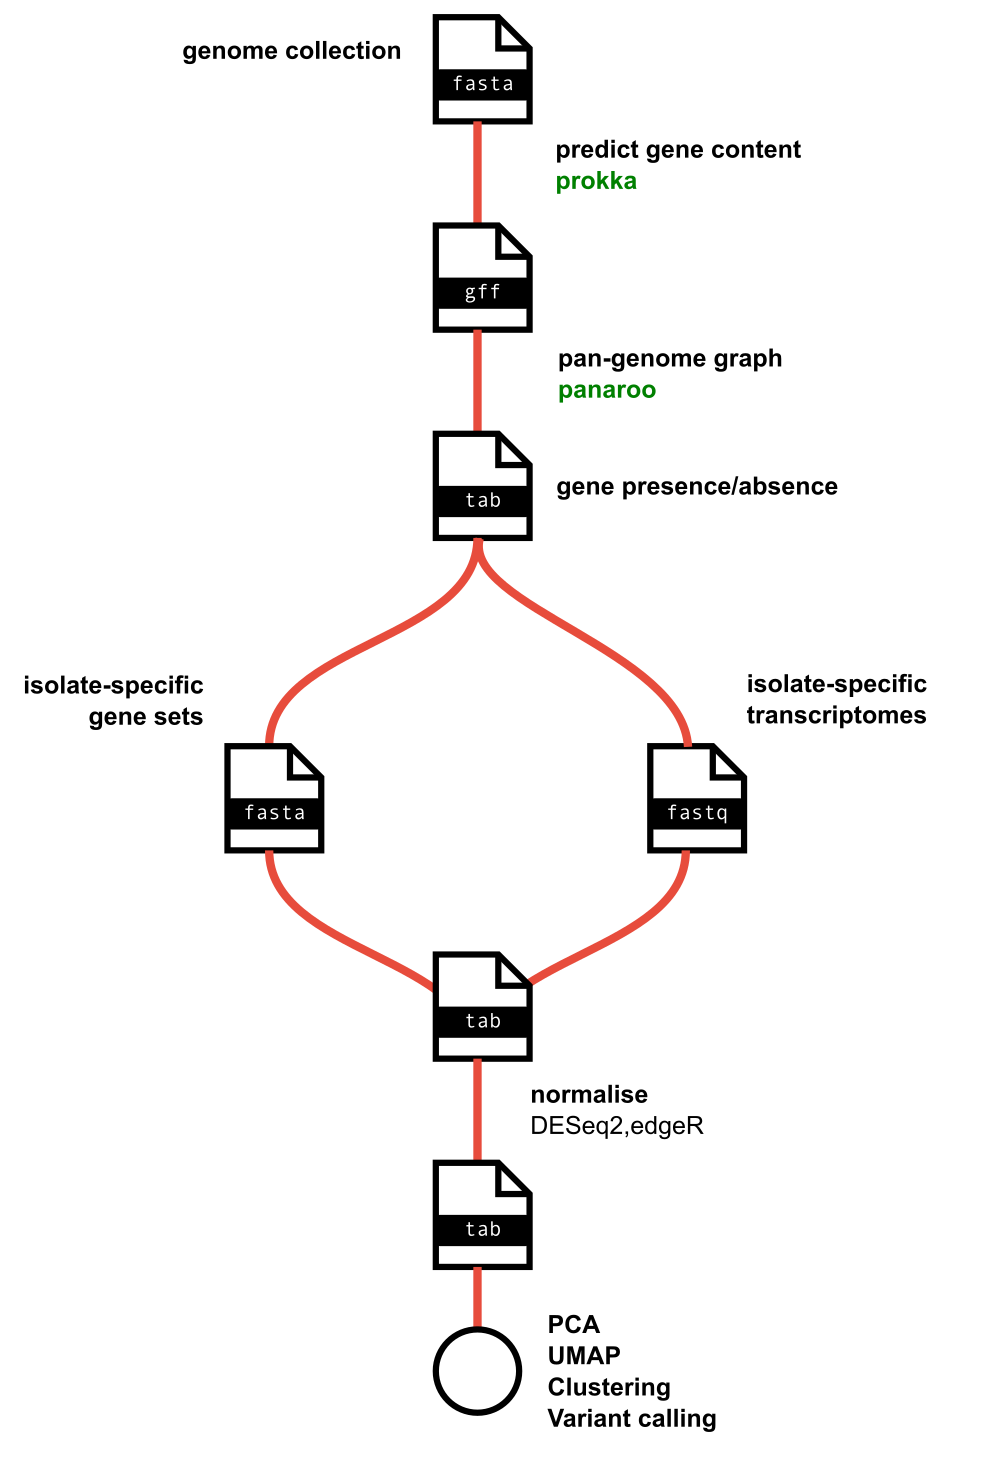 genome collection
fasta
predict gene content
prokka
gff
pan-genome graph
panaroo
tab
gene presence/absence
isolate-specific
gene sets
isolate-specific
transcriptomes
fasta
fastq
tab
normalise
DESeq2,edgeR
tab
PCA
UMAP
Clustering
Variant calling